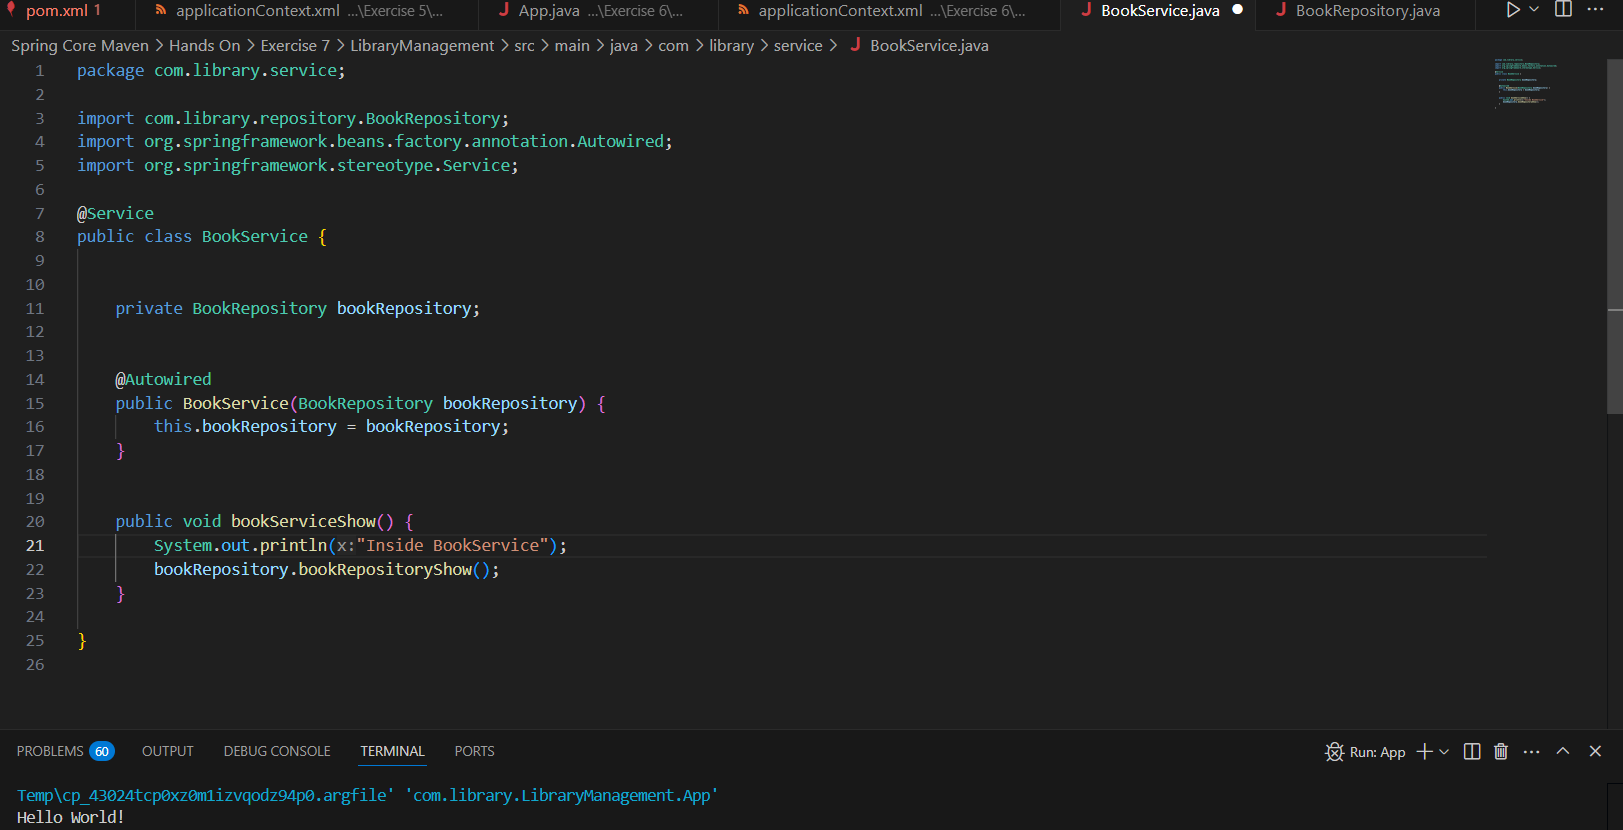 pom.xml 1 applicationContext.xml ...\Exercise 5\... App.java ...\Exercise 6\... applicationContext.xml ...\Exercise 6\... BookService.java BookRepository.java
Spring Core Maven > Hands On > Exercise 7 > LibraryManagement > src > main > java > com > library > service > BookService.java
1 package com.library.service;
2
3 import com.library.repository.BookRepository;
4 import org.springframework.beans.factory.annotation.Autowired;
5 import org.springframework.stereotype.Service;
6
7 @Service
8 public class BookService {
9
10
11 private BookRepository bookRepository;
12
13
14 @Autowired
15 public BookService(BookRepository bookRepository) {
16 this.bookRepository = bookRepository;
17 }
18
19
20 public void bookServiceShow() {
21 System.out.println(x:"Inside BookService");
22 bookRepository.bookRepositoryShow();
23 }
24
25 }
26
PROBLEMS 60 OUTPUT DEBUG CONSOLE TERMINAL PORTS Run: App
Temp\cp_43024tcp0xz0m1izvqodz94p0.argfile' 'com.library.LibraryManagement.App'
Hello World!